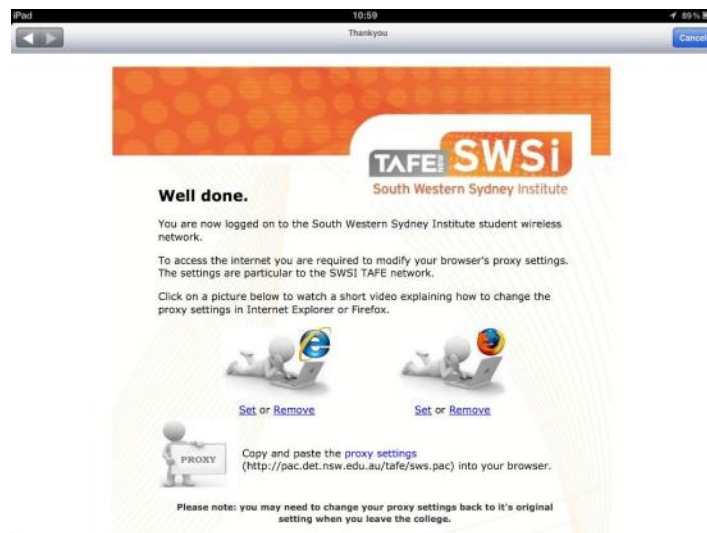 iPad 10:59 89%
Thankyou
Cancel
TAFE NSW SWSi
South Western Sydney Institute
Well done.
You are now logged on to the South Western Sydney Institute student wireless
network.
To access the internet you are required to modify your browser's proxy settings.
The settings are particular to the SWSI TAFE network.
Click on a picture below to watch a short video explaining how to change the
proxy settings in Internet Explorer or Firefox.
Set or Remove Set or Remove
PROXY
Copy and paste the proxy settings
(http://pac.det.nsw.edu.au/tafe/sws.pac) into your browser.
Please note: you may need to change your proxy settings back to it's original
setting when you leave the college.